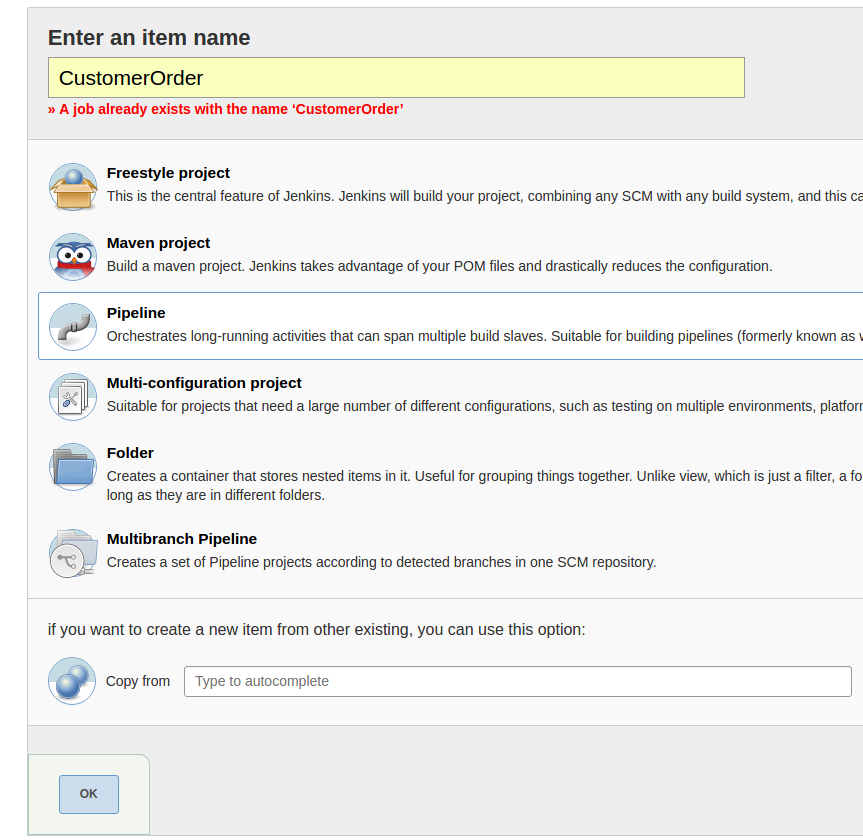 Enter an item name
CustomerOrder
» A job already exists with the name ‘CustomerOrder’
Freestyle project
This is the central feature of Jenkins. Jenkins will build your project, combining any SCM with any build system, and this ca
Maven project
Build a maven project. Jenkins takes advantage of your POM files and drastically reduces the configuration.
Pipeline
Orchestrates long-running activities that can span multiple build slaves. Suitable for building pipelines (formerly known as w
Multi-configuration project
Suitable for projects that need a large number of different configurations, such as testing on multiple environments, platfor
Folder
Creates a container that stores nested items in it. Useful for grouping things together. Unlike view, which is just a filter, a fo
long as they are in different folders.
Multibranch Pipeline
Creates a set of Pipeline projects according to detected branches in one SCM repository.
if you want to create a new item from other existing, you can use this option:
Copy from
Type to autocomplete
OK